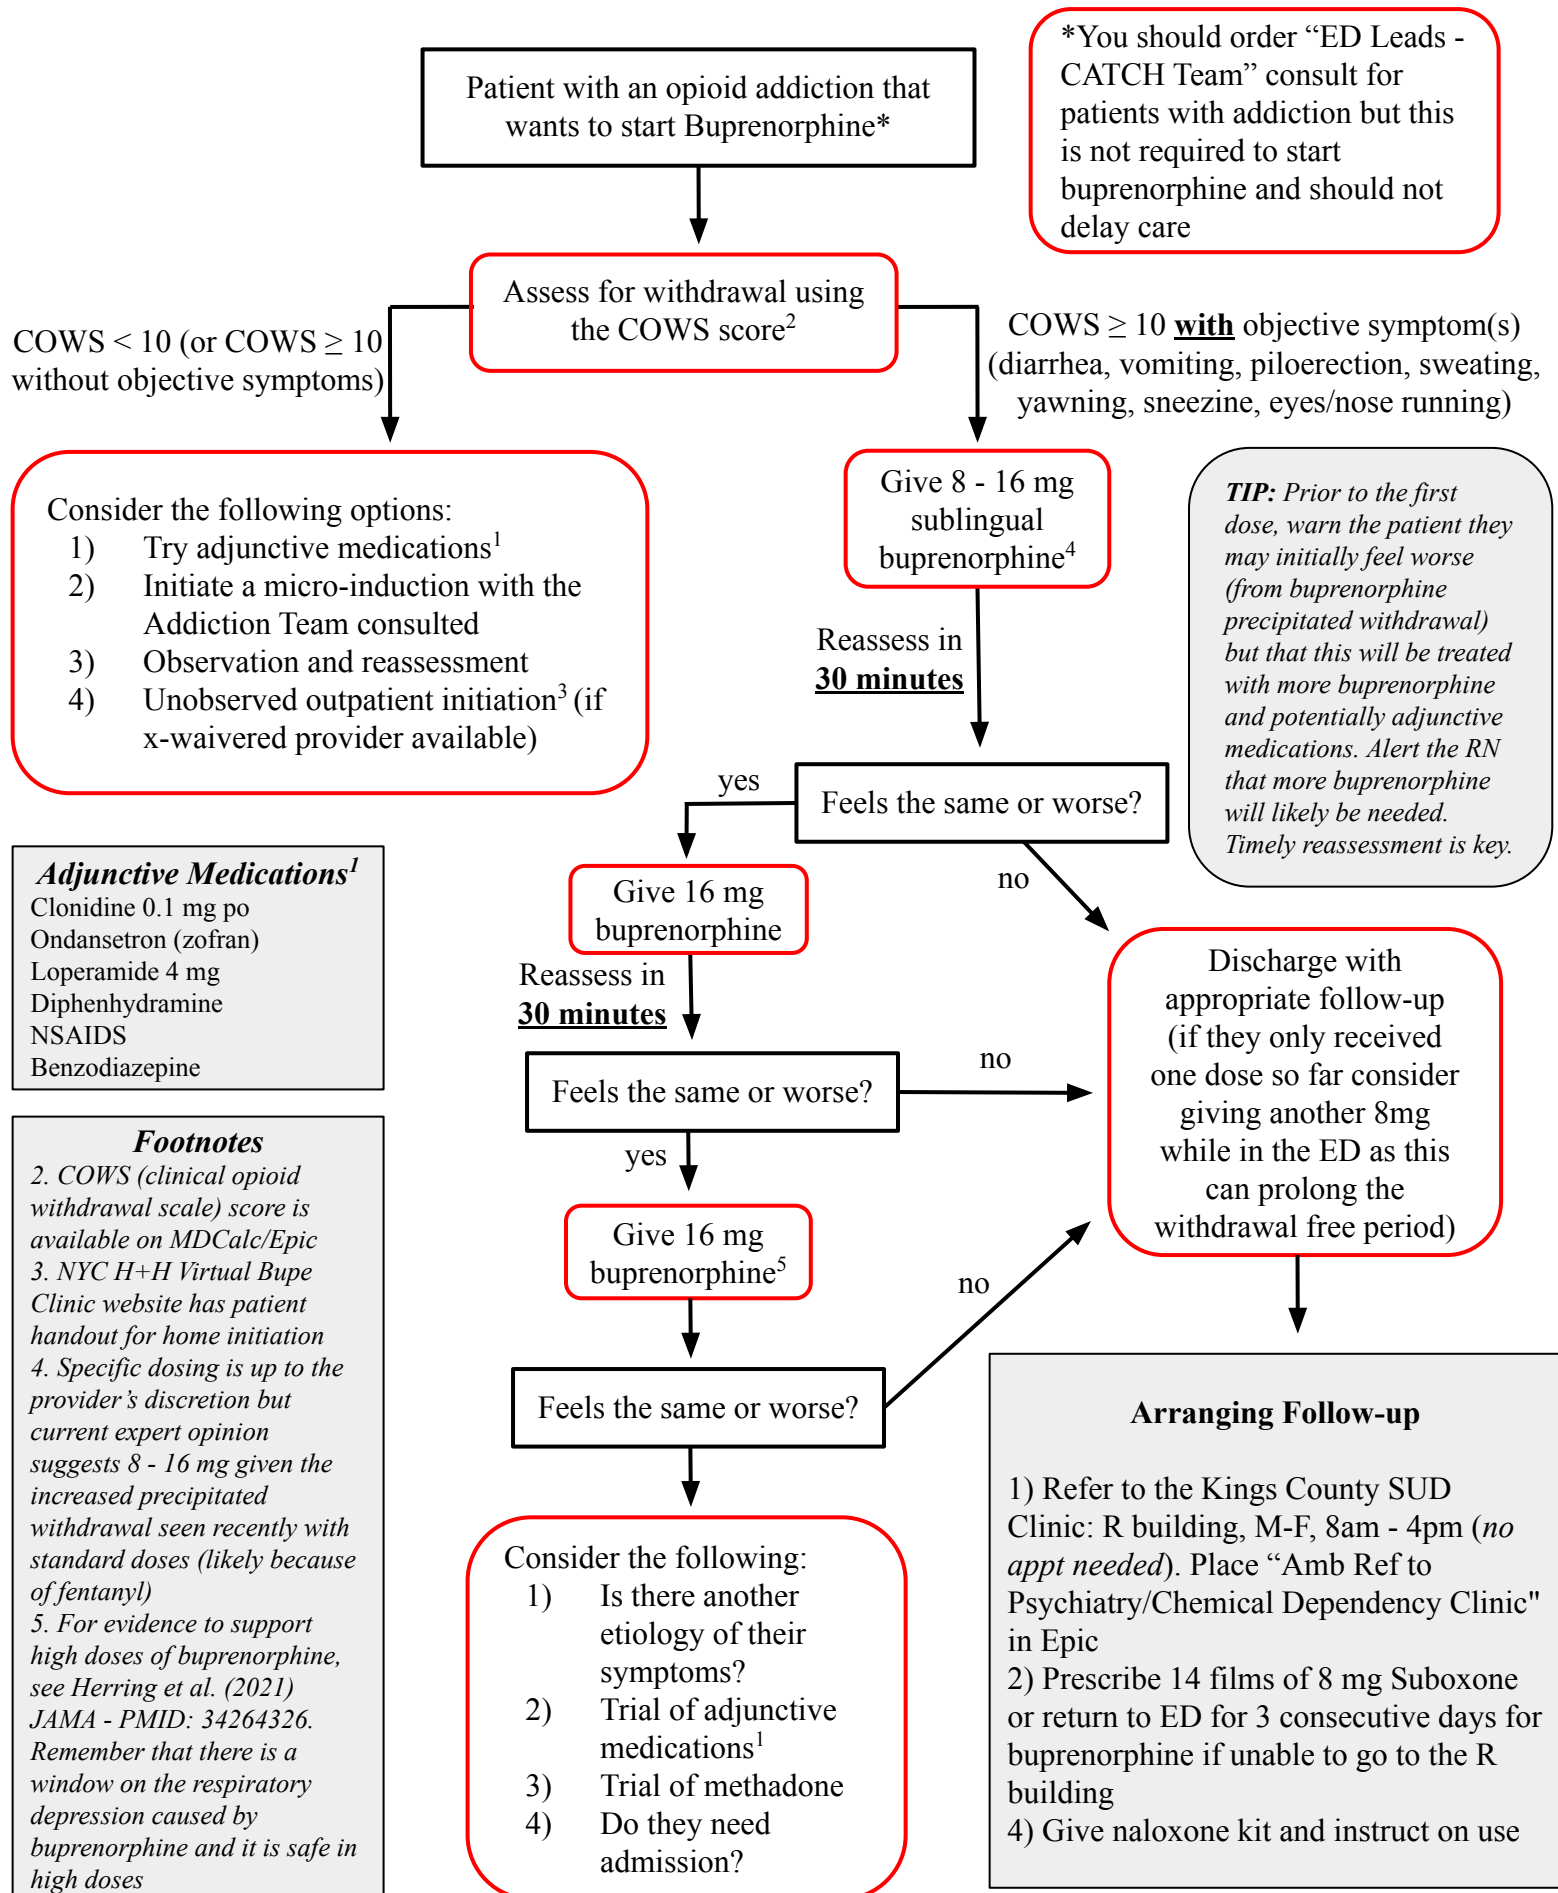 Patient with an opioid addiction that
wants to start Buprenorphine*
*You should order “ED Leads -
CATCH Team” consult for
patients with addiction but this
is not required to start
buprenorphine and should not
delay care
Assess for withdrawal using
the COWS score2
COWS < 10 (or COWS ≥ 10
without objective symptoms)
COWS ≥ 10 with objective symptom(s)
(diarrhea, vomiting, piloerection, sweating,
yawning, sneezine, eyes/nose running)
Consider the following options:
1) Try adjunctive medications1
2) Initiate a micro-induction with the
Addiction Team consulted
3) Observation and reassessment
4) Unobserved outpatient initiation3 (if
x-waivered provider available)
Give 8 - 16 mg
sublingual
buprenorphine4
TIP: Prior to the first
dose, warn the patient they
may initially feel worse
(from buprenorphine
precipitated withdrawal)
but that this will be treated
with more buprenorphine
and potentially adjunctive
medications. Alert the RN
that more buprenorphine
will likely be needed.
Timely reassessment is key.
Reassess in
30 minutes
Feels the same or worse?
yes
no
Adjunctive Medications1
Clonidine 0.1 mg po
Ondansetron (zofran)
Loperamide 4 mg
Diphenhydramine
NSAIDS
Benzodiazepine
Give 16 mg
buprenorphine
Reassess in
30 minutes
Feels the same or worse?
no
yes
Discharge with
appropriate follow-up
(if they only received
one dose so far consider
giving another 8mg
while in the ED as this
can prolong the
withdrawal free period)
Footnotes
2. COWS (clinical opioid
withdrawal scale) score is
available on MDCalc/Epic
3. NYC H+H Virtual Bupe
Clinic website has patient
handout for home initiation
4. Specific dosing is up to the
provider’s discretion but
current expert opinion
suggests 8 - 16 mg given the
increased precipitated
withdrawal seen recently with
standard doses (likely because
of fentanyl)
5. For evidence to support
high doses of buprenorphine,
see Herring et al. (2021)
JAMA - PMID: 34264326.
Remember that there is a
window on the respiratory
depression caused by
buprenorphine and it is safe in
high doses
Give 16 mg
buprenorphine5
no
Feels the same or worse?
Consider the following:
1) Is there another
etiology of their
symptoms?
2) Trial of adjunctive
medications1
3) Trial of methadone
4) Do they need
admission?
Arranging Follow-up
1) Refer to the Kings County SUD
Clinic: R building, M-F, 8am - 4pm (no
appt needed). Place “Amb Ref to
Psychiatry/Chemical Dependency Clinic"
in Epic
2) Prescribe 14 films of 8 mg Suboxone
or return to ED for 3 consecutive days for
buprenorphine if unable to go to the R
building
4) Give naloxone kit and instruct on use